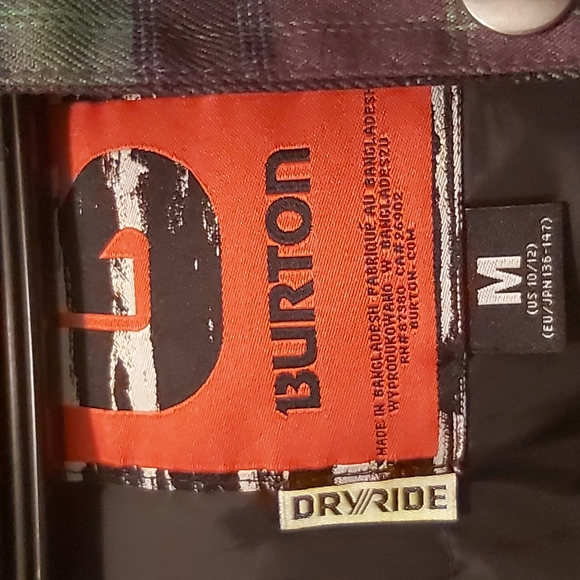 BURTON
MADE IN BANGLADESH-FABRIQUÉ AU BANGLADESH
WYPRODUKOWANO W BANGLADESZU
RN#87380 CA#26902
BURTON.COM
M
(US 10/12)
(EU/JPN 136-147)
DRYRIDE